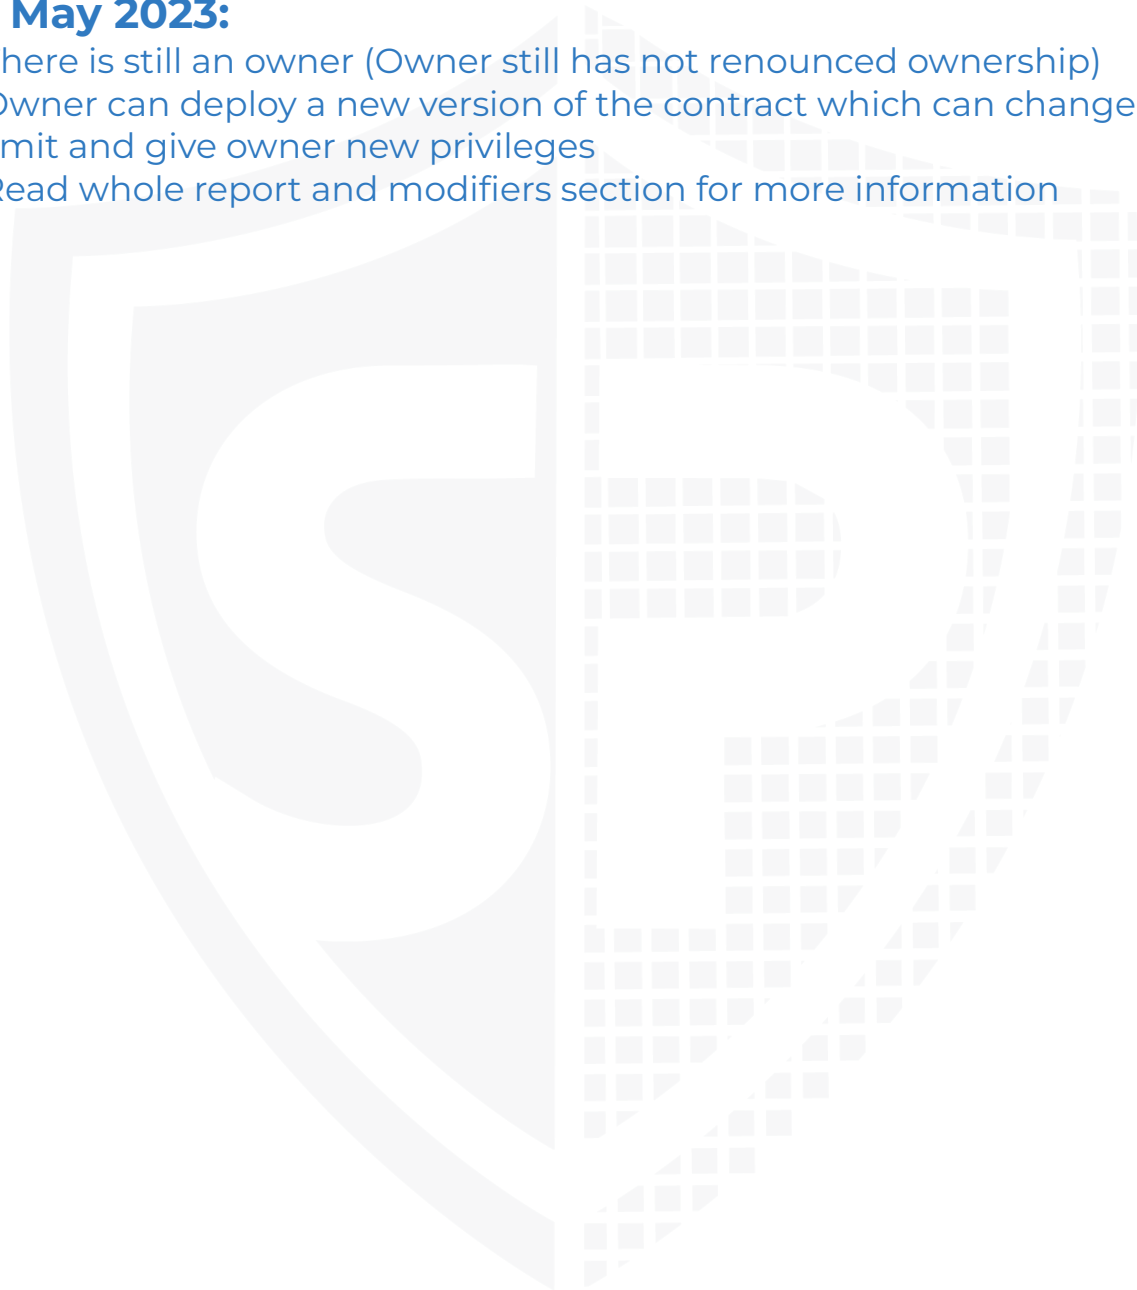 May 2023:
here is still an owner (Owner still has not renounced ownership)
Owner can deploy a new version of the contract which can change
mit and give owner new privileges
Read whole report and modifiers section for more information
SP